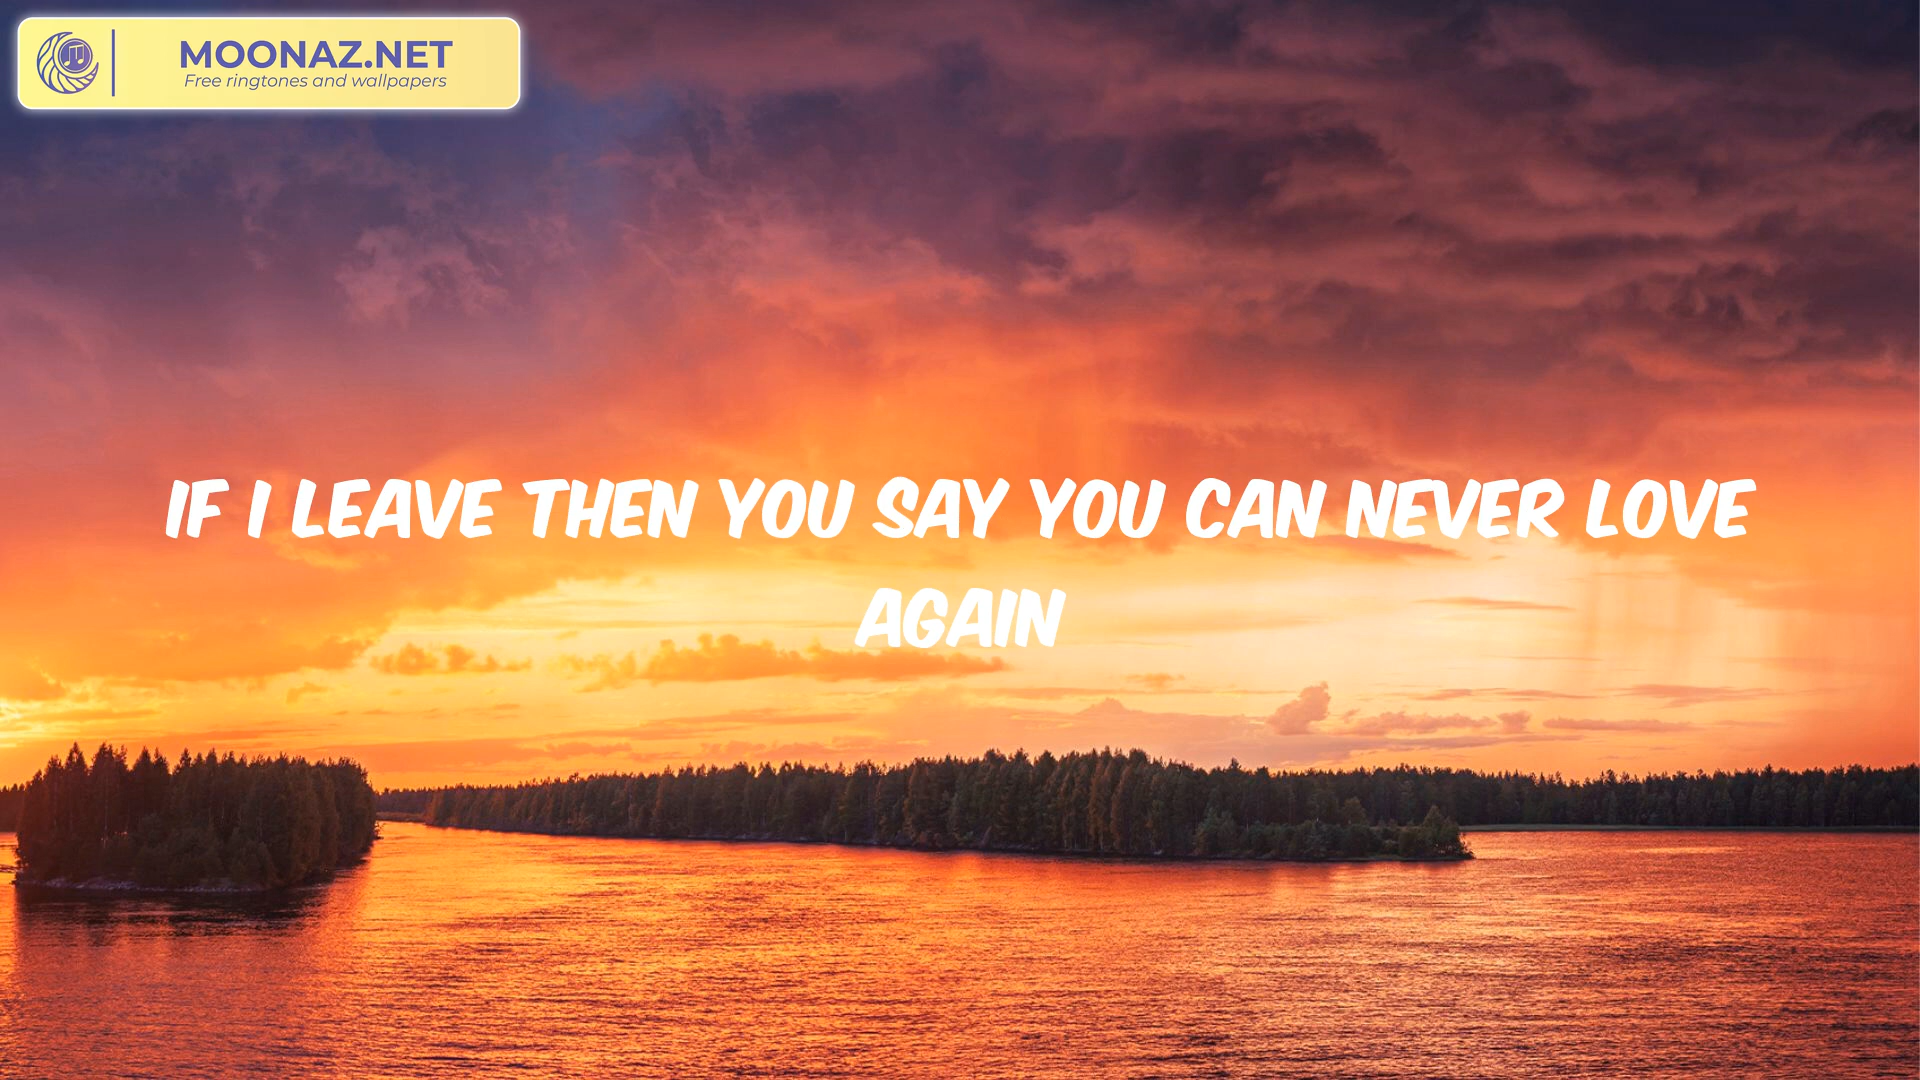 MOONAZ.NET
Free ringtones and wallpapers
IF I LEAVE THEN YOU SAY YOU CAN NEVER LOVE
AGAIN